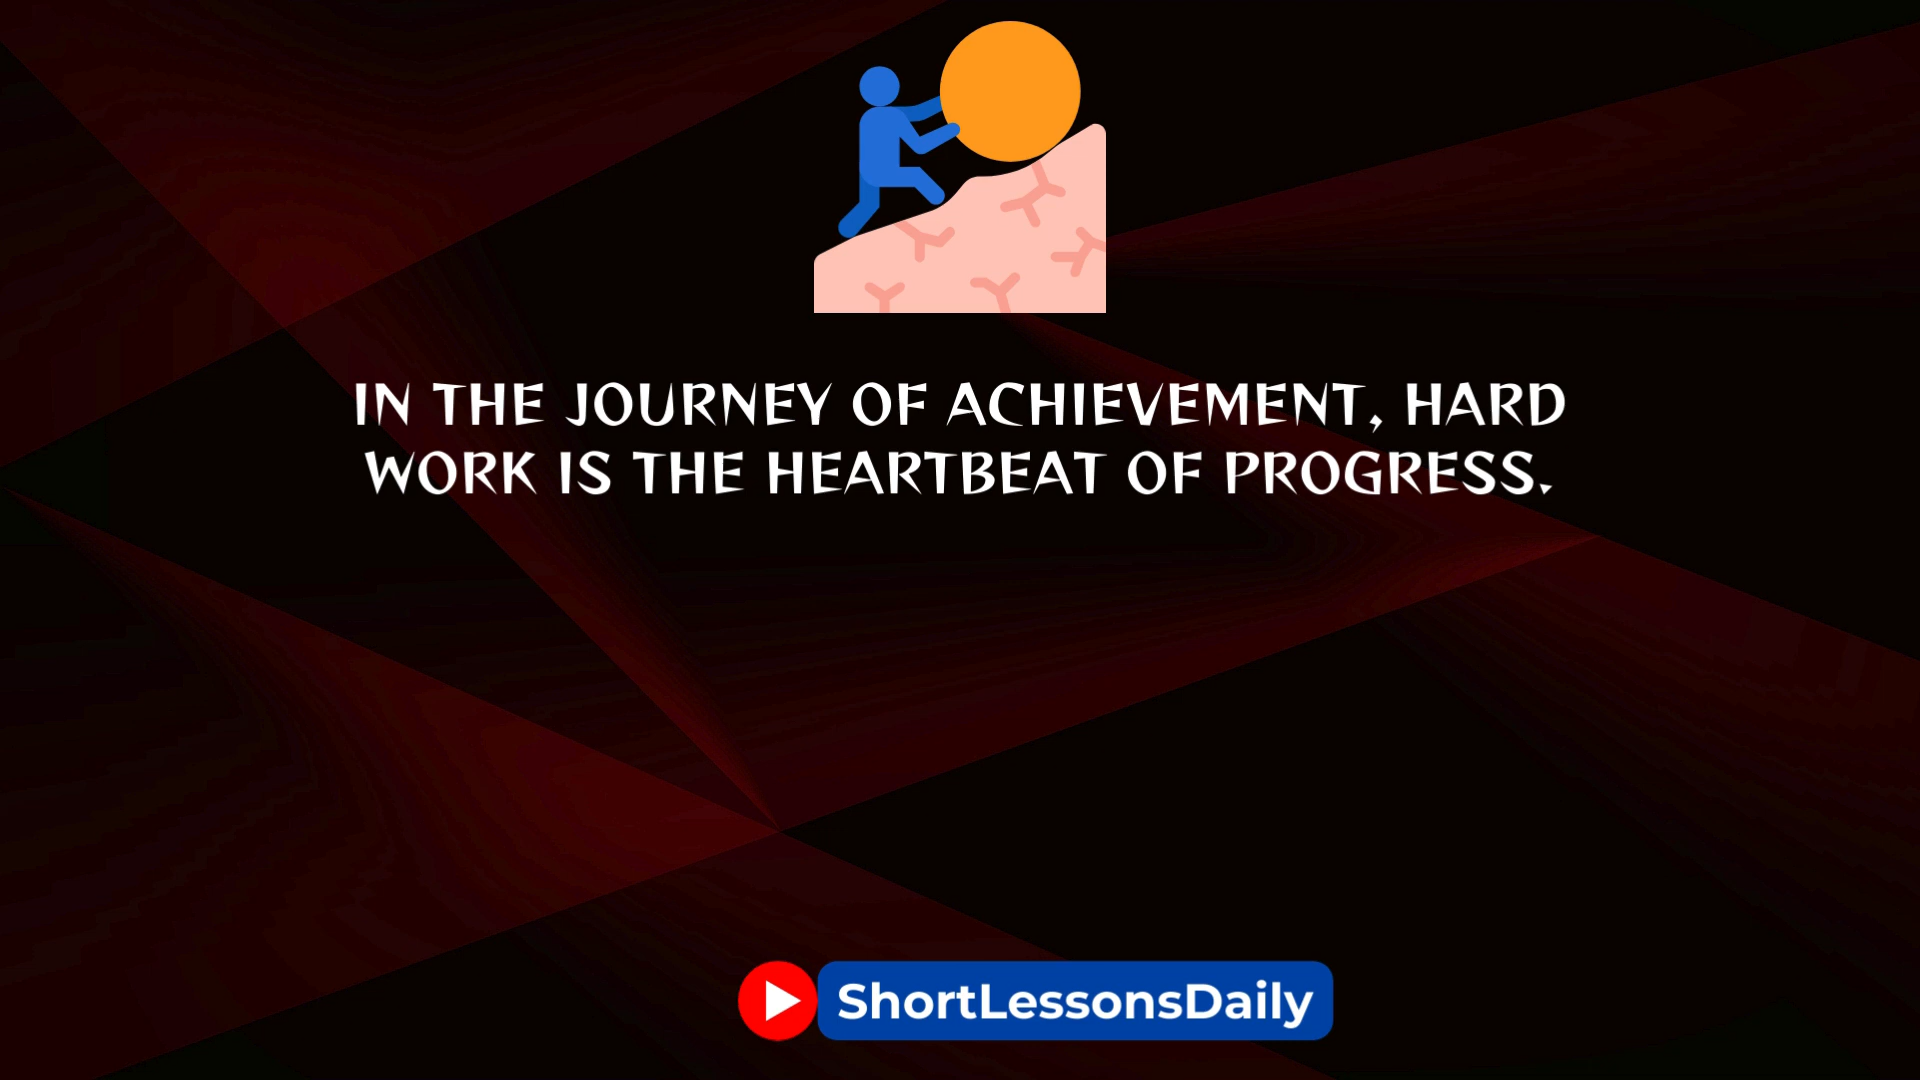 IN THE JOURNEY OF ACHIEVEMENT, HARD
WORK IS THE HEARTBEAT OF PROGRESS.
ShortLessonsDaily